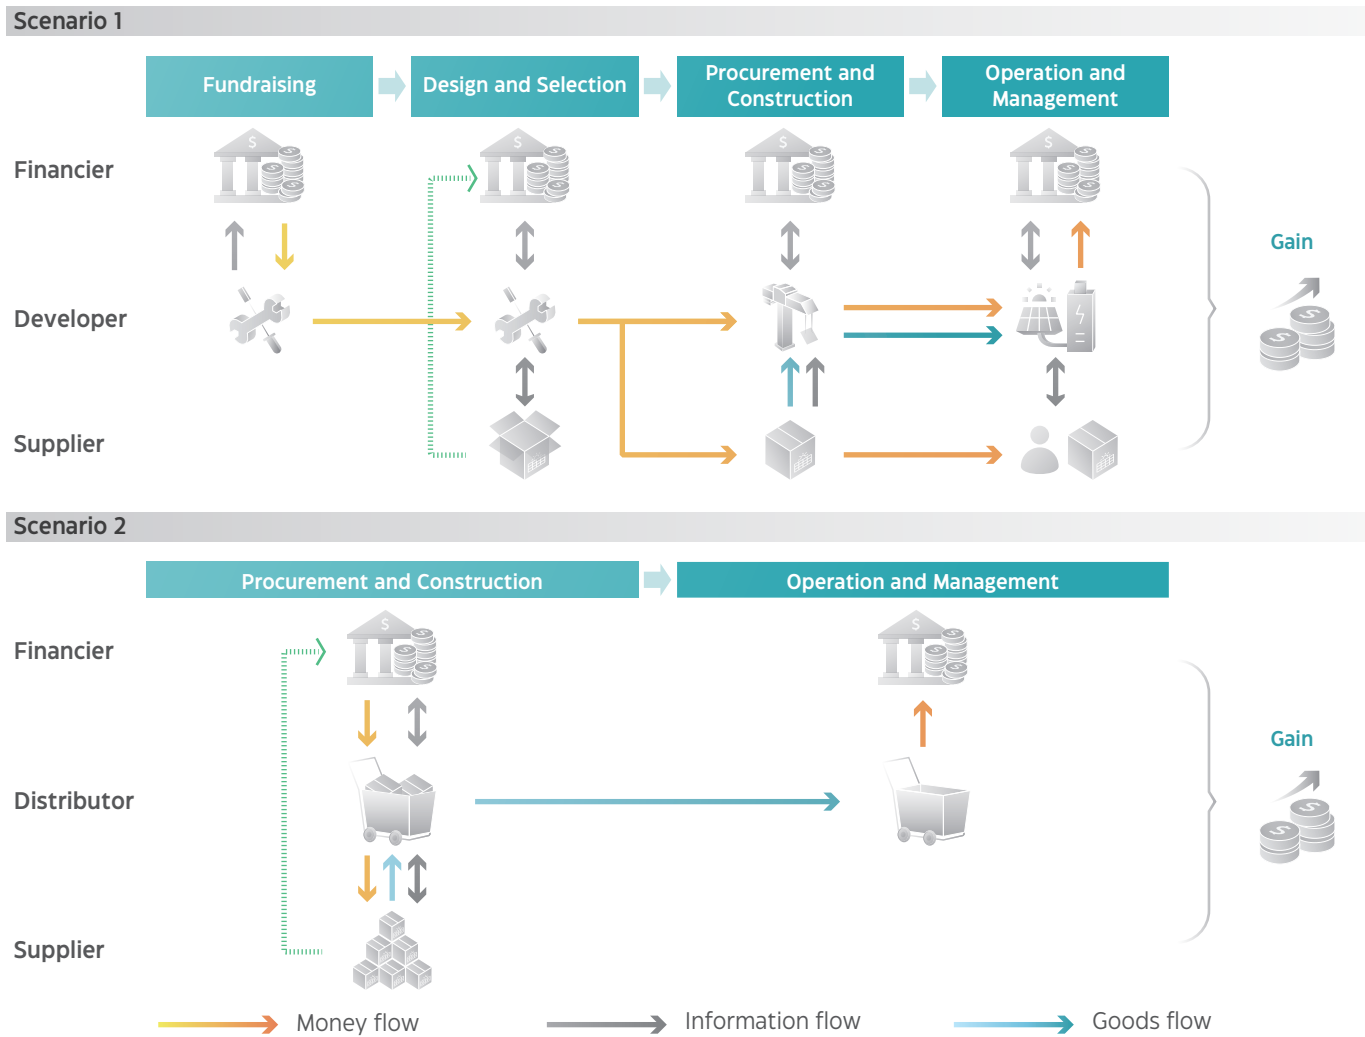 Scenario 1
Fundraising
Design and Selection
Procurement and
Construction
Operation and
Management
Financier
Developer
Supplier
Gain
Scenario 2
Procurement and Construction
Operation and Management
Financier
Distributor
Supplier
Gain
Money flow
Information flow
Goods flow